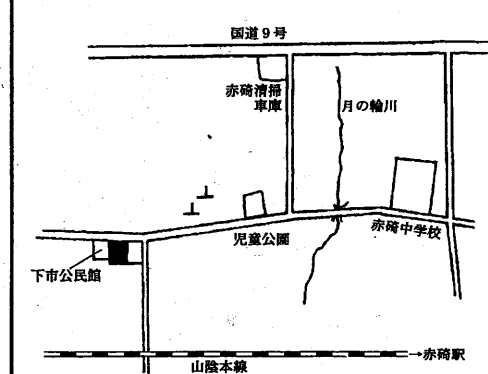 国道9号
赤碕清掃
車庫
月の輪川
児童公園
赤碕中学校
下市公民館
山陰本線
→赤碕駅